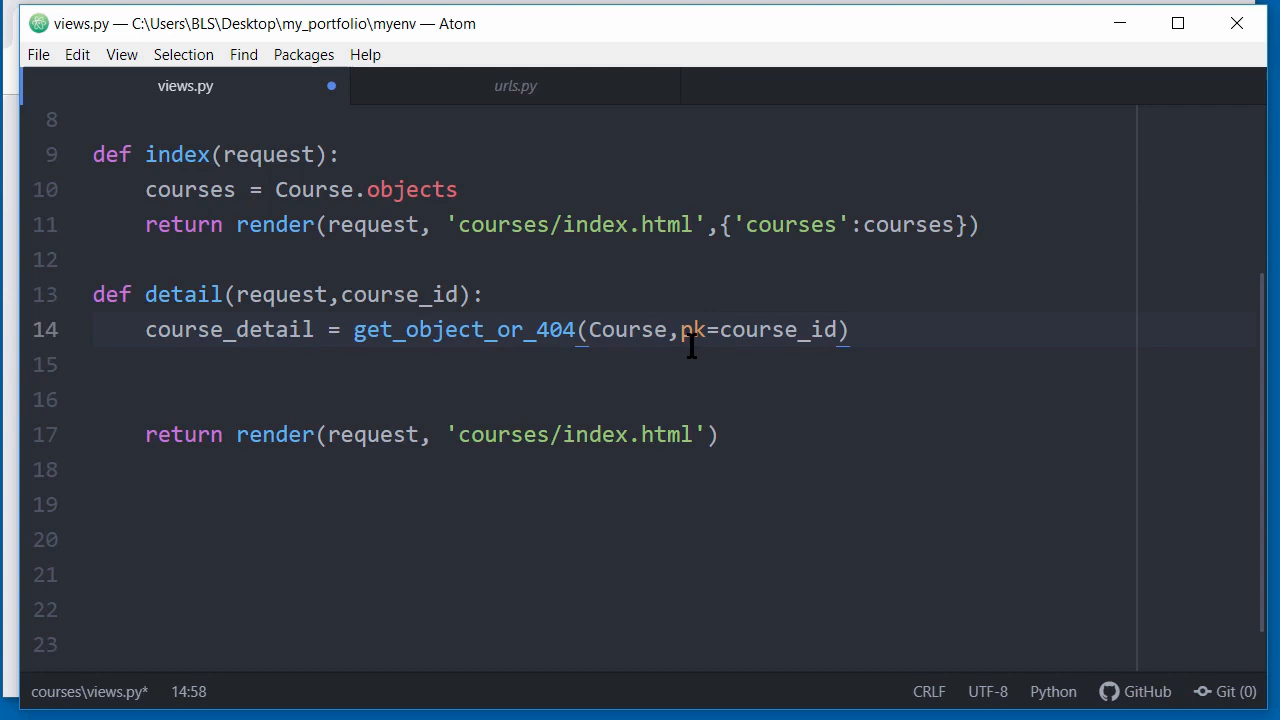 views.py — C:\Users\BLS\Desktop\my_portfolio\myenv — Atom
File Edit View Selection Find Packages Help
views.py urls.py
8
9 def index(request):
10 courses = Course.objects
11 return render(request, 'courses/index.html',{'courses':courses})
12
13 def detail(request,course_id):
14 course_detail = get_object_or_404(Course,pk=course_id)
15
16
17 return render(request, 'courses/index.html')
18
19
20
21
22
23
courses\views.py* 14:58 CRLF UTF-8 Python GitHub Git (0)